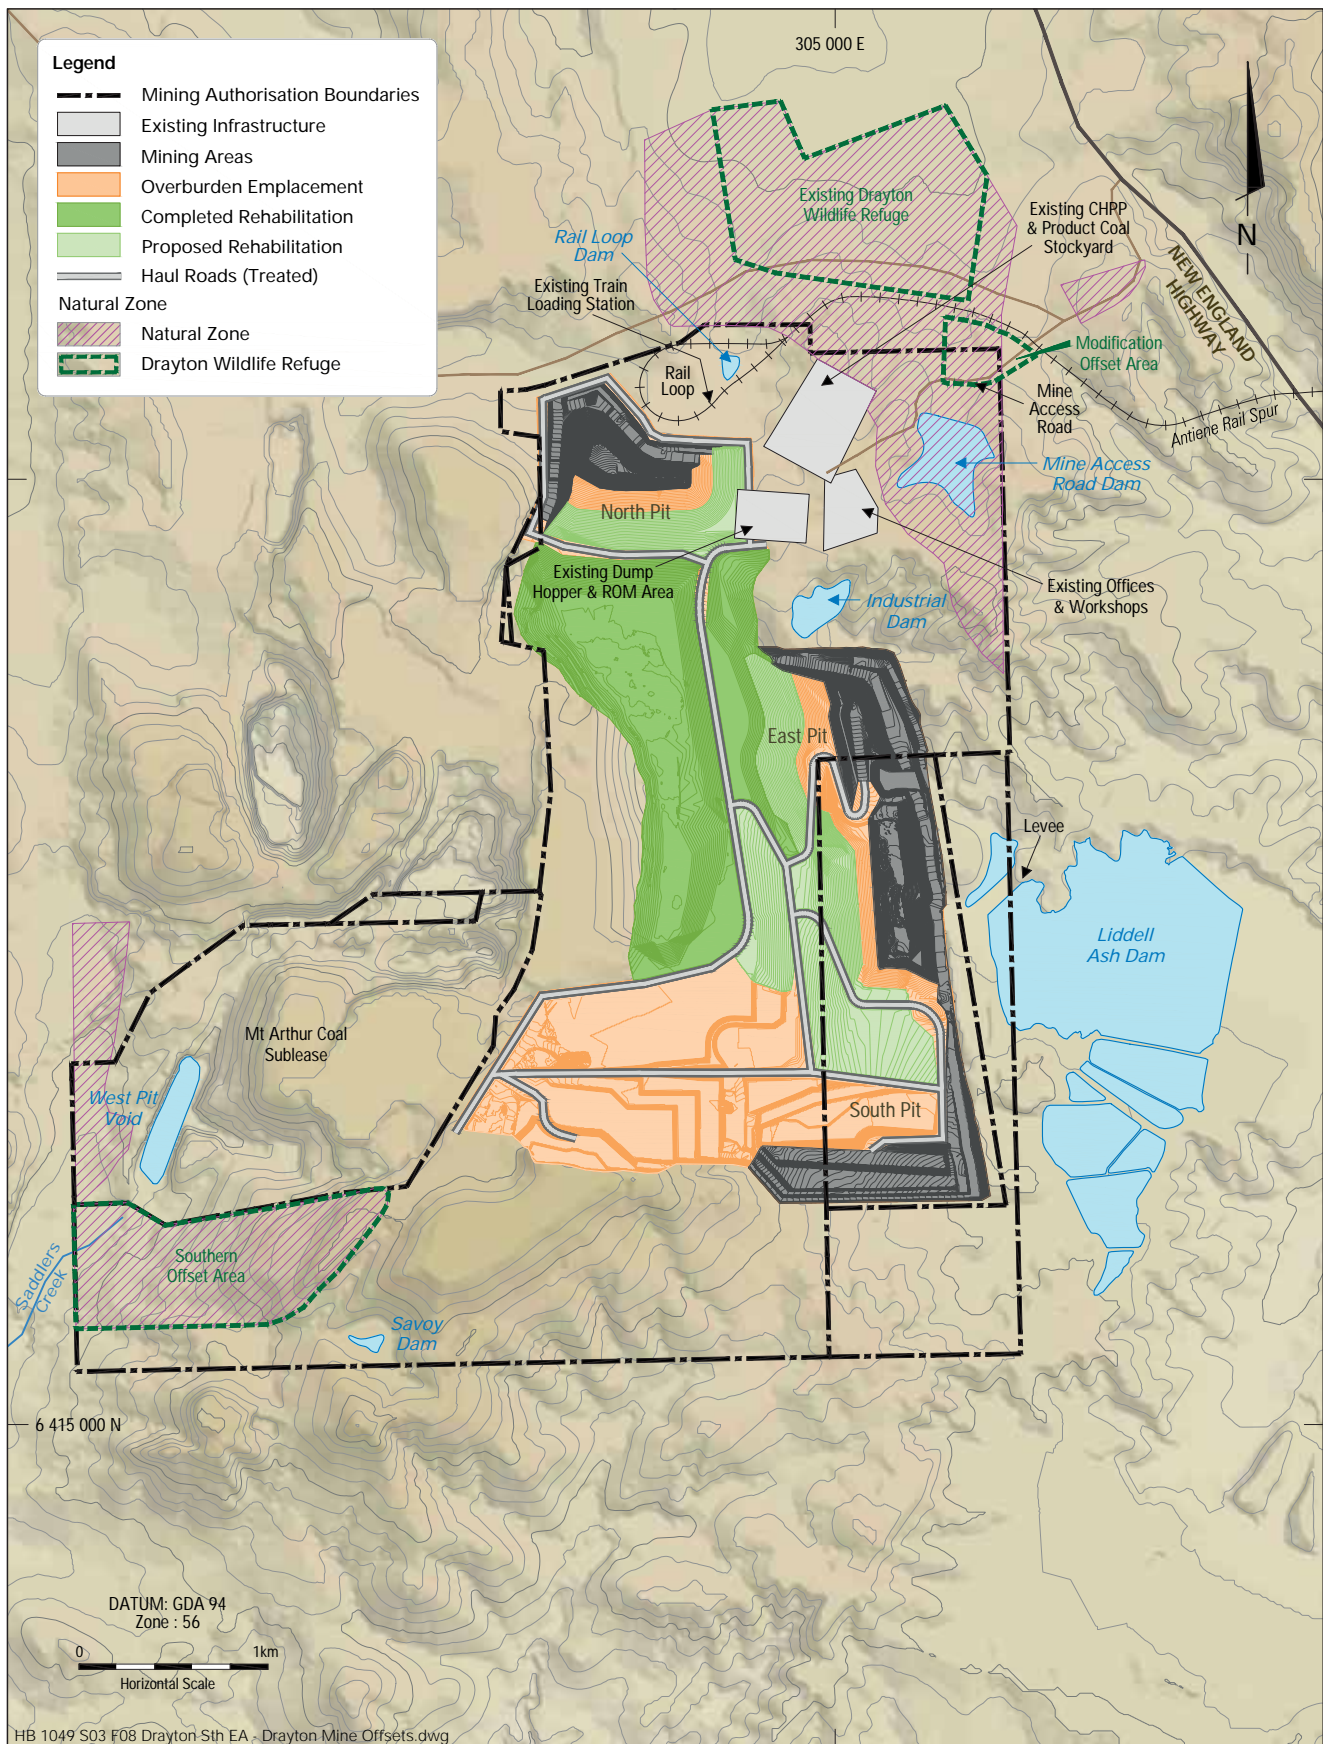 305 000 E
Legend
Mining Authorisation Boundaries
Existing Infrastructure
Mining Areas
Overburden Emplacement
Completed Rehabilitation
Proposed Rehabilitation
Haul Roads (Treated)
Natural Zone
Natural Zone
Drayton Wildlife Refuge
Existing Drayton
Wildlife Refuge
Existing CHPP
& Product Coal
Stockyard
N
Rail Loop
Dam
Existing Train
Loading Station
NEW ENGLAND
HIGHWAY
Modification
Offset Area
Rail
Loop
Mine
Access
Road
Antiene Rail Spur
Mine Access
Road Dam
North Pit
Existing Dump
Hopper & ROM Area
Existing Offices
& Workshops
Industrial
Dam
East Pit
Levee
Liddell
Ash Dam
Mt Arthur Coal
Sublease
West Pit
Void
South Pit
Saddlers
Creek
Southern
Offset Area
Savoy
Dam
6 415 000 N
DATUM: GDA 94
Zone : 56
0 1km
Horizontal Scale
HB 1049 S03 F08 Drayton Sth EA - Drayton Mine Offsets.dwg